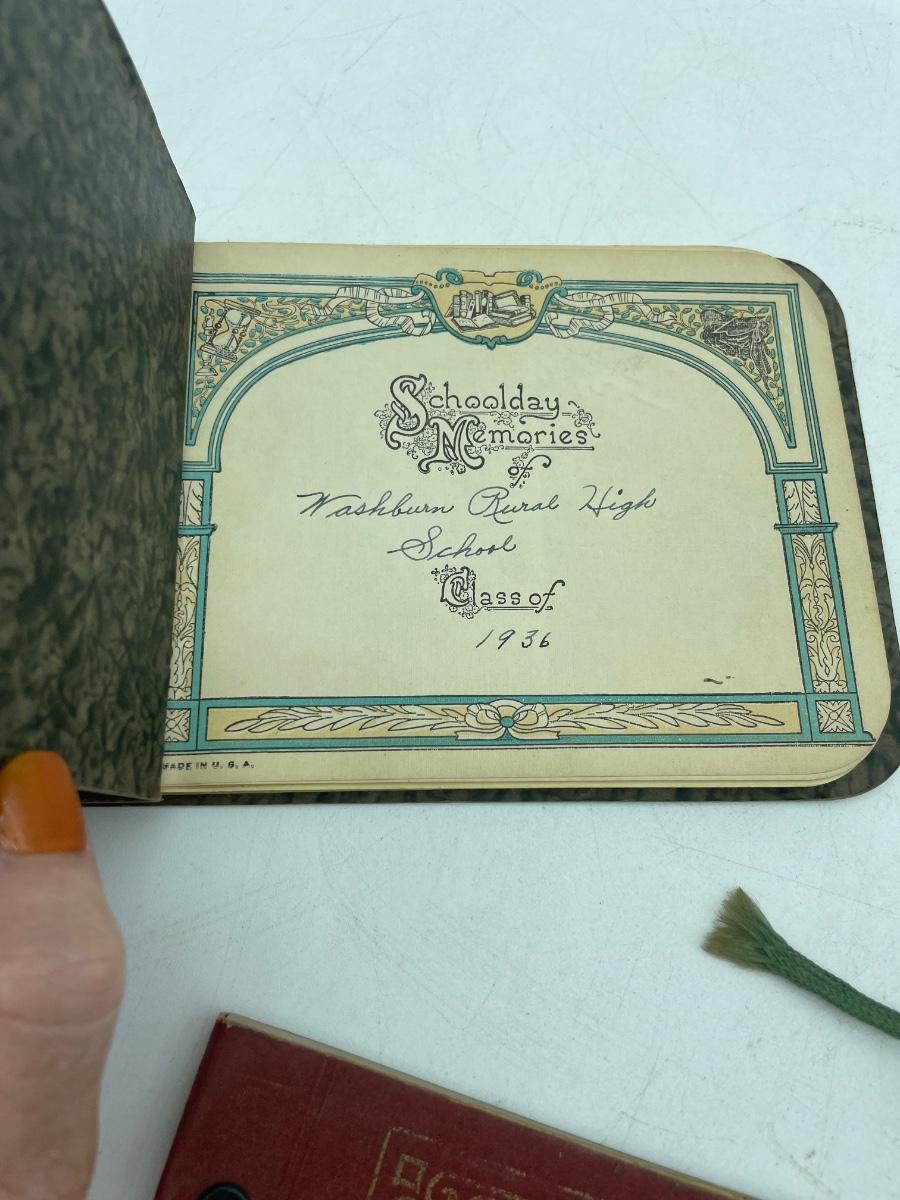 Schoolday
Memories
of
Washburn Rural High
School
Class of
1936
MADE IN U. S. A.